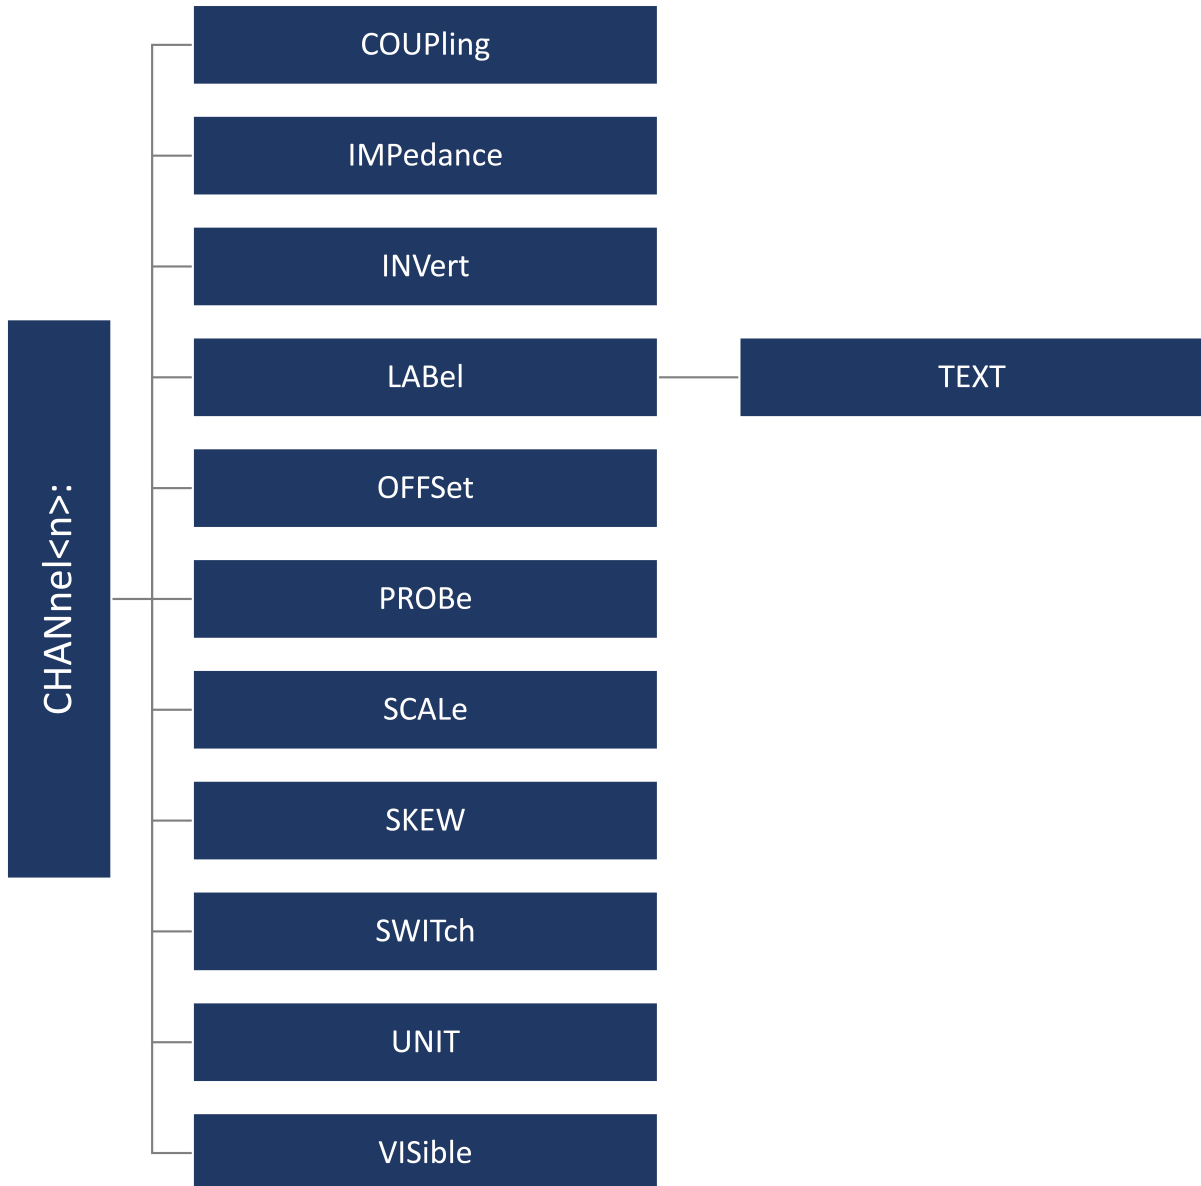 CHANnel<n>:
COUPling
IMPedance
INVert
LABel
TEXT
OFFSet
PROBe
SCALe
SKEW
SWITch
UNIT
VISible